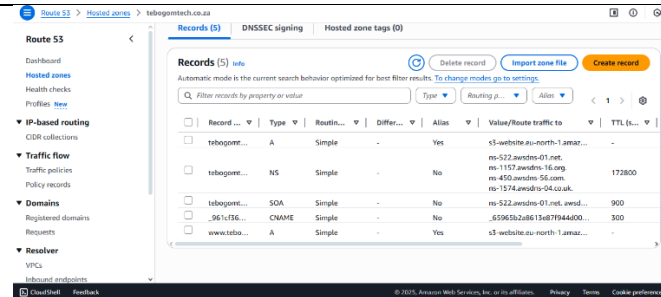 Route 53 > Hosted zones > tebogomtech.co.za
Route 53
Dashboard
Hosted zones
Health checks
Profiles New
IP-based routing
CIDR collections
Traffic flow
Traffic policies
Policy records
Domains
Registered domains
Requests
Resolver
VPCs
Inbound endpoints
Records (5) DNSSEC signing Hosted zone tags (0)
Records (5) Info Delete record Import zone file Create record
Automatic mode is the current search behavior optimized for best filter results. To change modes go to settings.
Filter records by property or value Type Routing p... Alias 1
Record ... Type Routin... Differ... Alias Value/Route traffic to TTL (s...
tebogomt... A Simple - Yes s3-website.eu-north-1.amaz... -
ns-522.awsdns-01.net.
ns-1157.awsdns-16.org.
tebogomt... NS Simple - No 172800
ns-450.awsdns-56.com.
ns-1574.awsdns-04.co.uk.
tebogomt... SOA Simple - No ns-522.awsdns-01.net. awsd... 900
_961cf36... CNAME Simple - No _65965b2a8613e87f944d00... 300
www.tebo... A Simple - Yes s3-website.eu-north-1.amaz... -
CloudShell Feedback © 2025, Amazon Web Services, Inc. or its affiliates. Privacy Terms Cookie preference